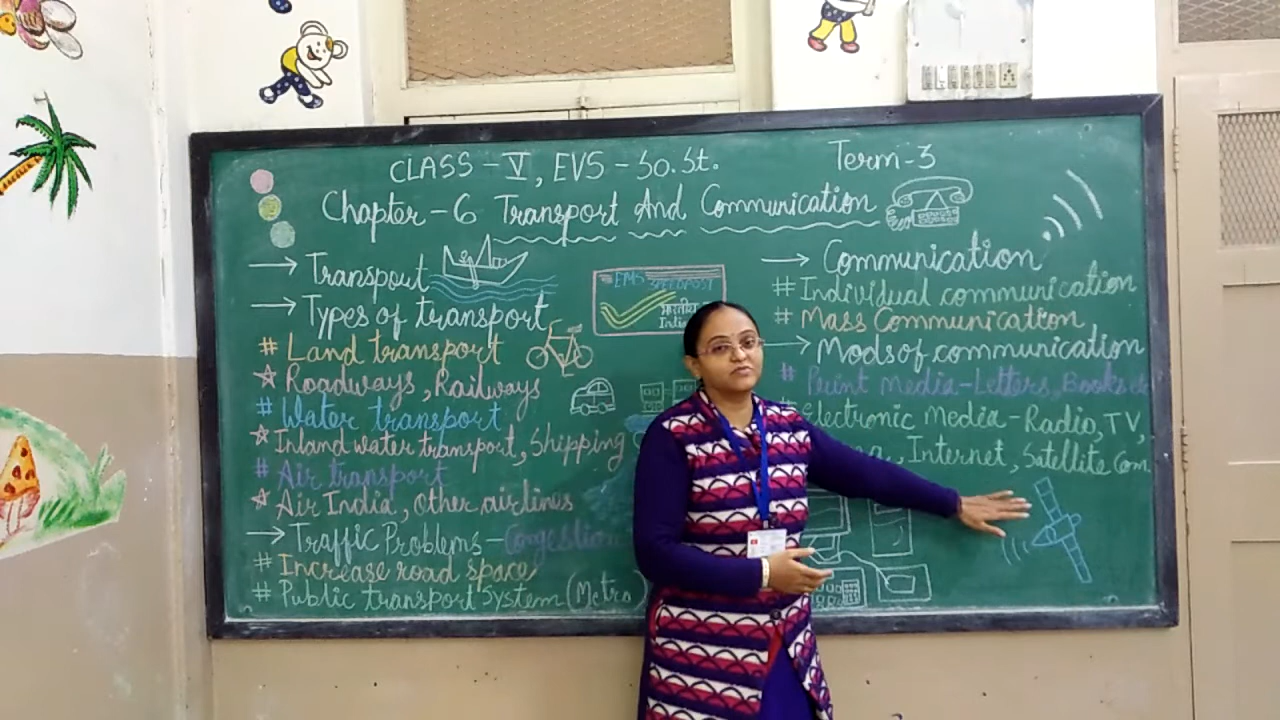 CLASS - V, EVS - So.St.
Term-3
Chapter-6 Transport And Communication
→ Transport
→ Types of transport
# Land transport
☆ Roadways, Railways
# Water transport
☆ Inland water transport, Shipping
# Air transport
☆ Air India, other airlines
→ Traffic Problems - Congestion
# Increase road space
# Public transport System (Metro)
EMS SPEEDPOST
भारतीय
→ Communication
# Individual communication
# Mass Communication
→ Mods of communication
# Print Media - Letters, Books
Electronic Media - Radio, TV,
, Internet, Satellite Com